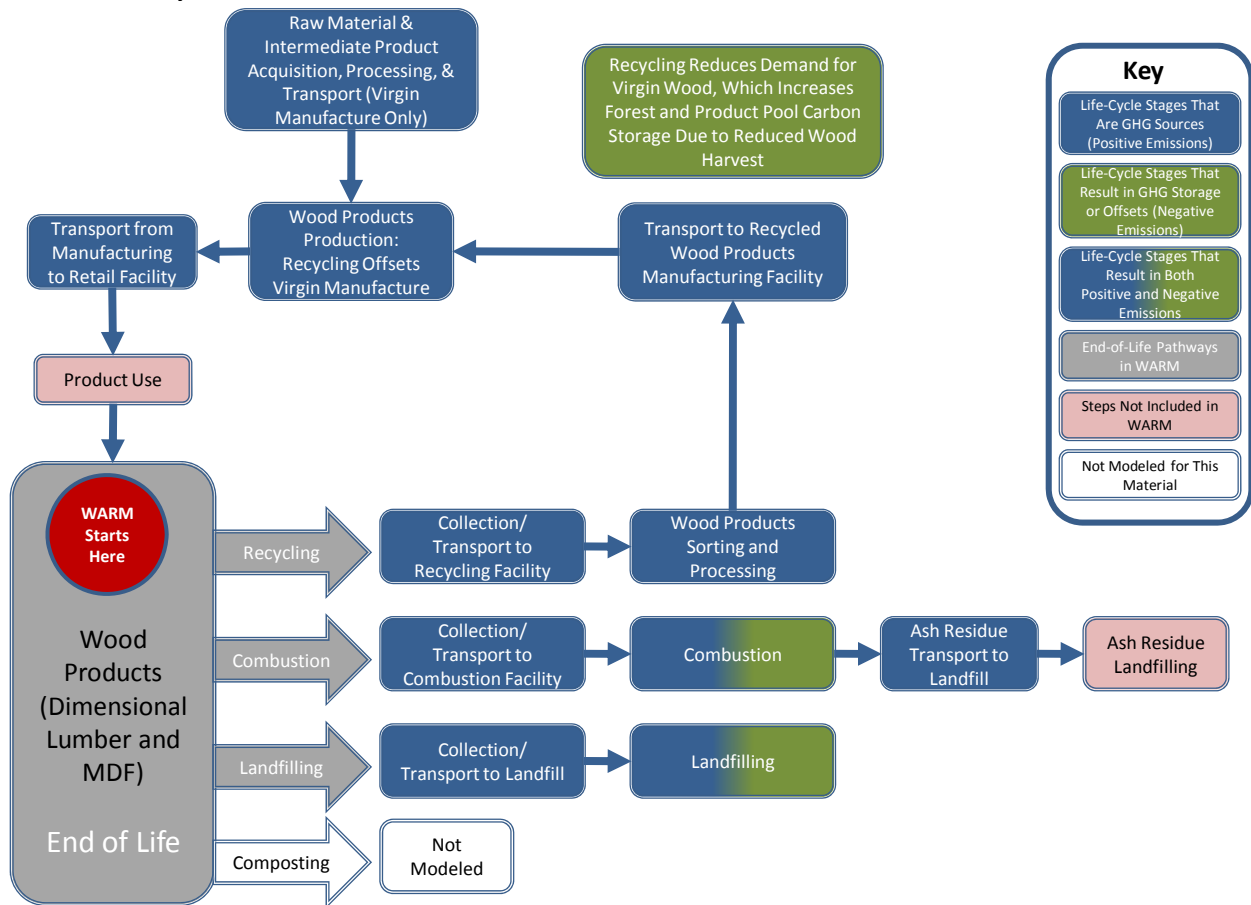 Raw Material &
Intermediate Product
Acquisition, Processing, &
Transport (Virgin
Manufacture Only)
Recycling Reduces Demand for
Virgin Wood, Which Increases
Forest and Product Pool Carbon
Storage Due to Reduced Wood
Harvest
Key
Life-Cycle Stages That
Are GHG Sources
(Positive Emissions)
Life-Cycle Stages That
Result in GHG Storage
or Offsets (Negative
Emissions)
Life-Cycle Stages That
Result in Both
Positive and Negative
Emissions
End-of-Life Pathways
in WARM
Steps Not Included in
WARM
Not Modeled for This
Material
Transport from
Manufacturing
to Retail Facility
Wood Products
Production:
Recycling Offsets
Virgin Manufacture
Transport to Recycled
Wood Products
Manufacturing Facility
Product Use
WARM
Starts
Here
Wood
Products
(Dimensional
Lumber and
MDF)
End of Life
Recycling
Collection/
Transport to
Recycling Facility
Wood Products
Sorting and
Processing
Combustion
Collection/
Transport to
Combustion Facility
Combustion
Ash Residue
Transport to
Landfill
Ash Residue
Landfilling
Landfilling
Collection/
Transport to Landfill
Landfilling
Composting
Not
Modeled